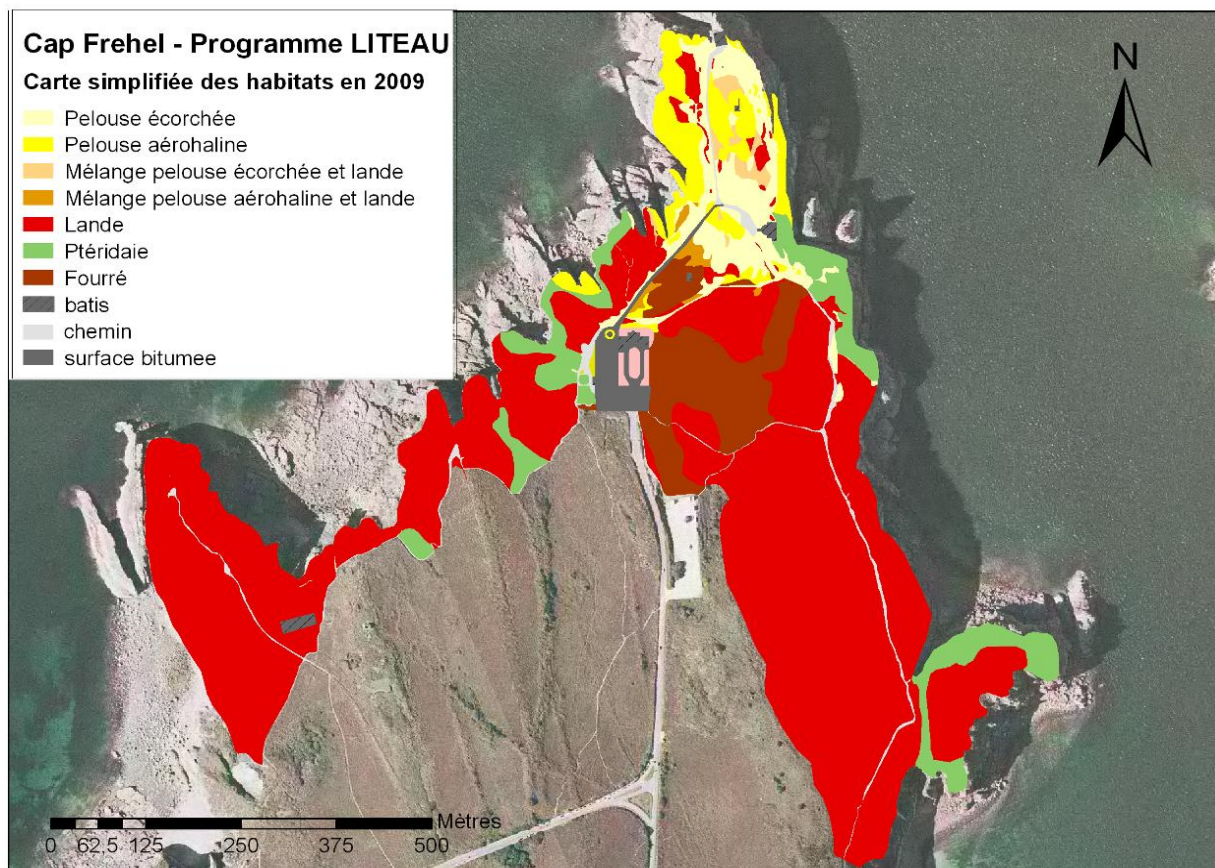 Cap Frehel - Programme LITEAU
Carte simplifiée des habitats en 2009
Pelouse écorchée
Pelouse aérohaline
Mélange pelouse écorchée et lande
Mélange pelouse aérohaline et lande
Lande
Ptéridaie
Fourré
batis
chemin
surface bitumee
N
Mètres
0 62,5 125 250 375 500